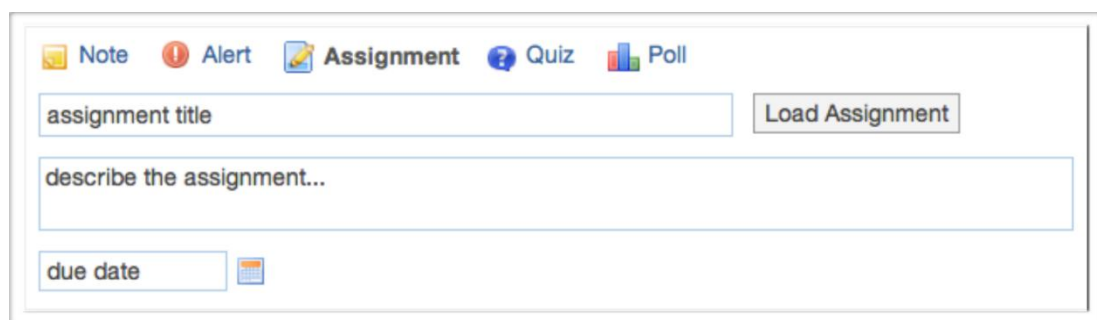 Note Alert Assignment Quiz Poll
assignment title Load Assignment
describe the assignment...
due date